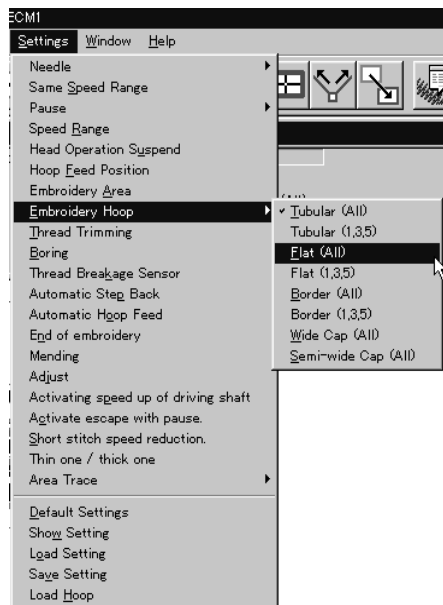 ECM1
Settings Window Help
Needle
Same Speed Range
Pause
Speed Range
Head Operation Suspend
Hoop Feed Position
Embroidery Area
Embroidery Hoop
Thread Trimming
Boring
Thread Breakage Sensor
Automatic Step Back
Automatic Hoop Feed
End of embroidery
Mending
Adjust
Activating speed up of driving shaft
Activate escape with pause.
Short stitch speed reduction.
Thin one / thick one
Area Trace
Default Settings
Show Setting
Load Setting
Save Setting
Load Hoop
Tubular (All)
Tubular (1,3,5)
Flat (All)
Flat (1,3,5)
Border (All)
Border (1,3,5)
Wide Cap (All)
Semi-wide Cap (All)